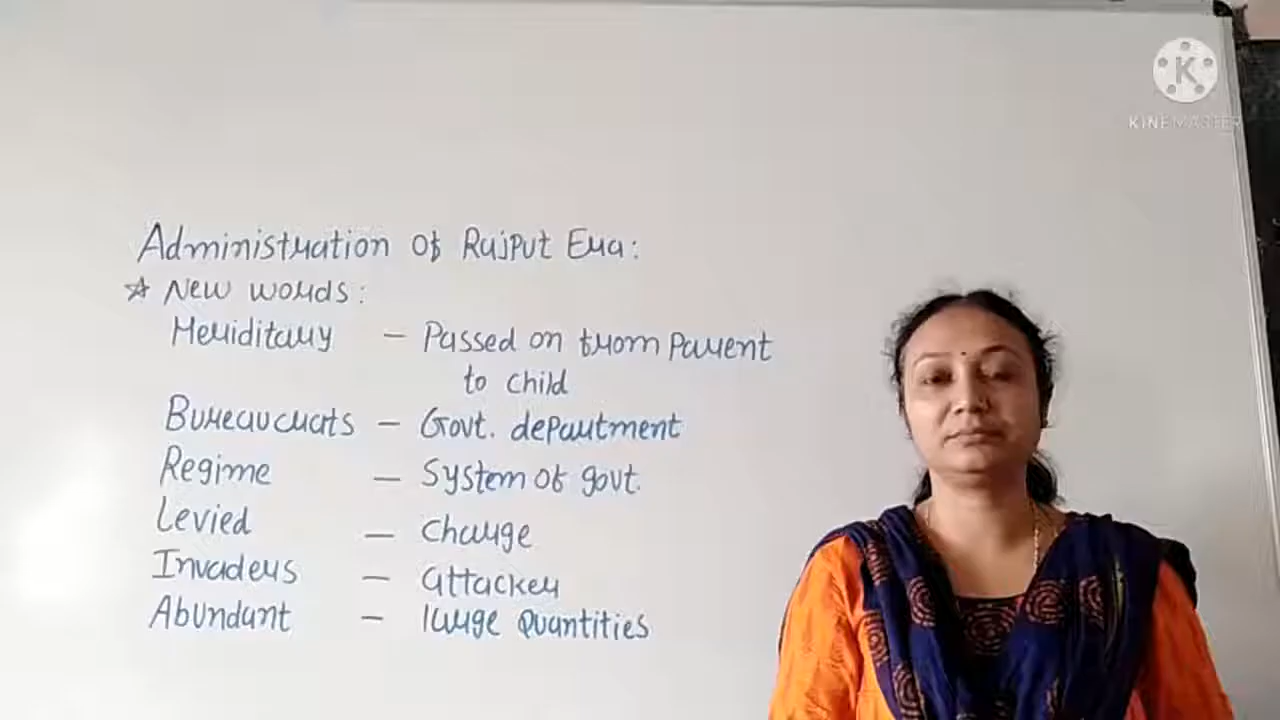 K
KINEMASTER
Administration of Rajput Era:
☆ New words:
Heriditary – Passed on from Parent
to child
Bureaucrats – Govt. department
Regime – System of govt.
Levied – Charge
Invaders – attacker
Abundant – large Quantities